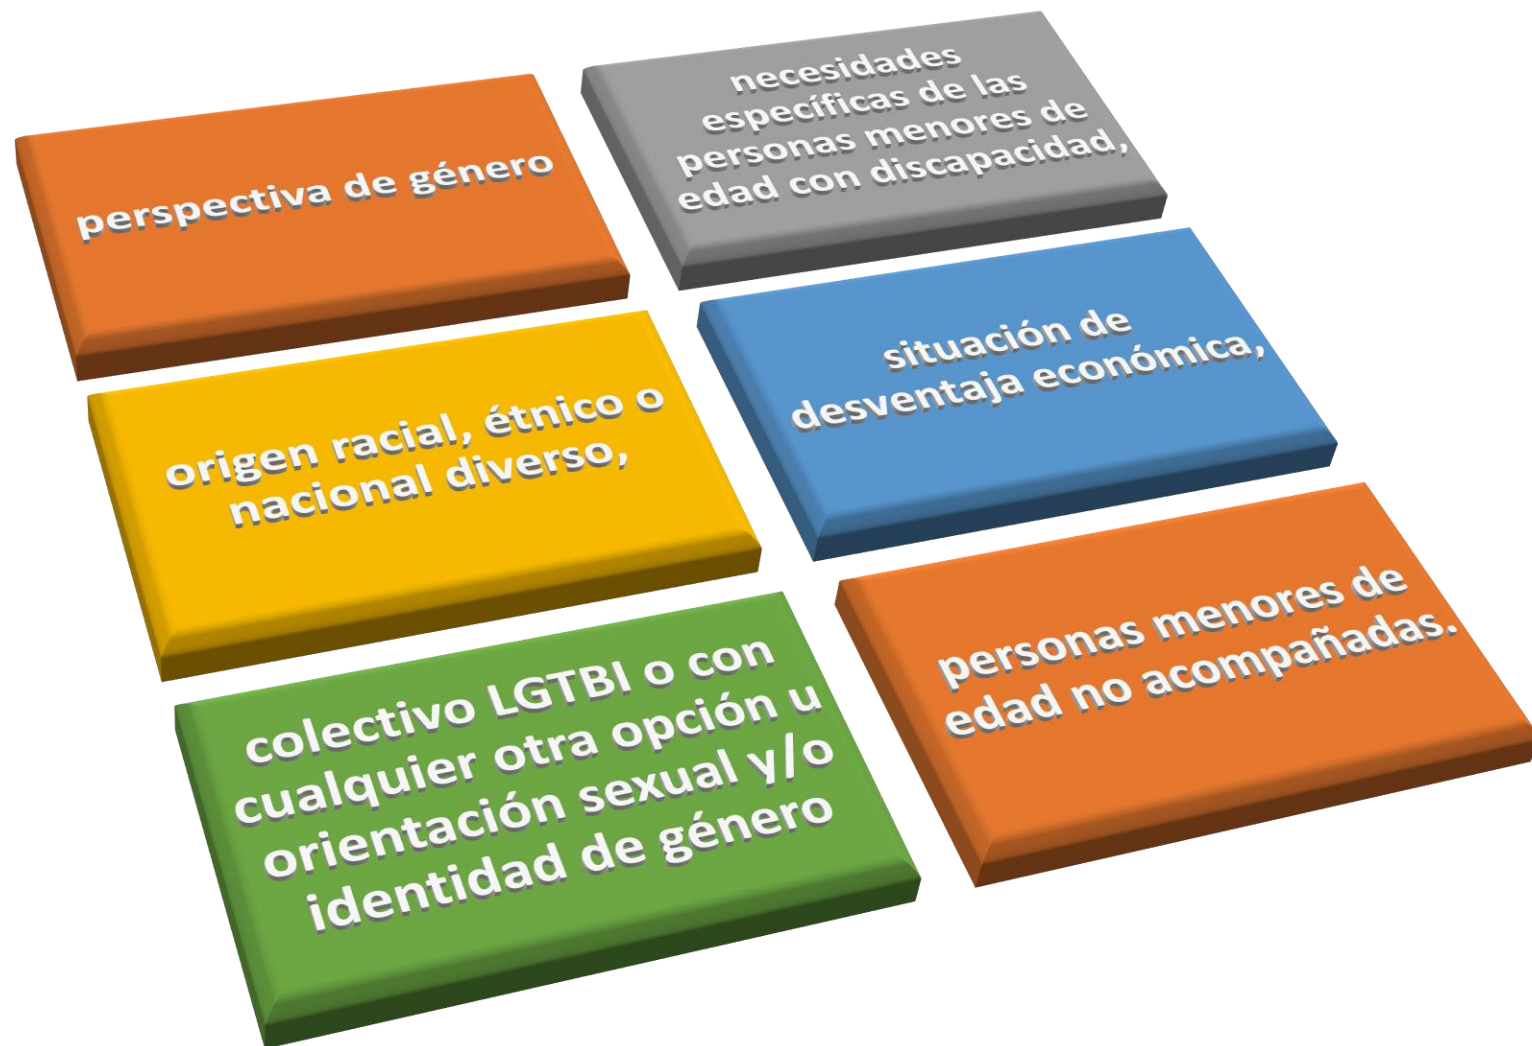 perspectiva de género
necesidades
específicas de las
personas menores de
edad con discapacidad,
origen racial, étnico o
nacional diverso,
situación de
desventaja económica,
colectivo LGTBI o con
cualquier otra opción u
orientación sexual y/o
identidad de género
personas menores de
edad no acompañadas.